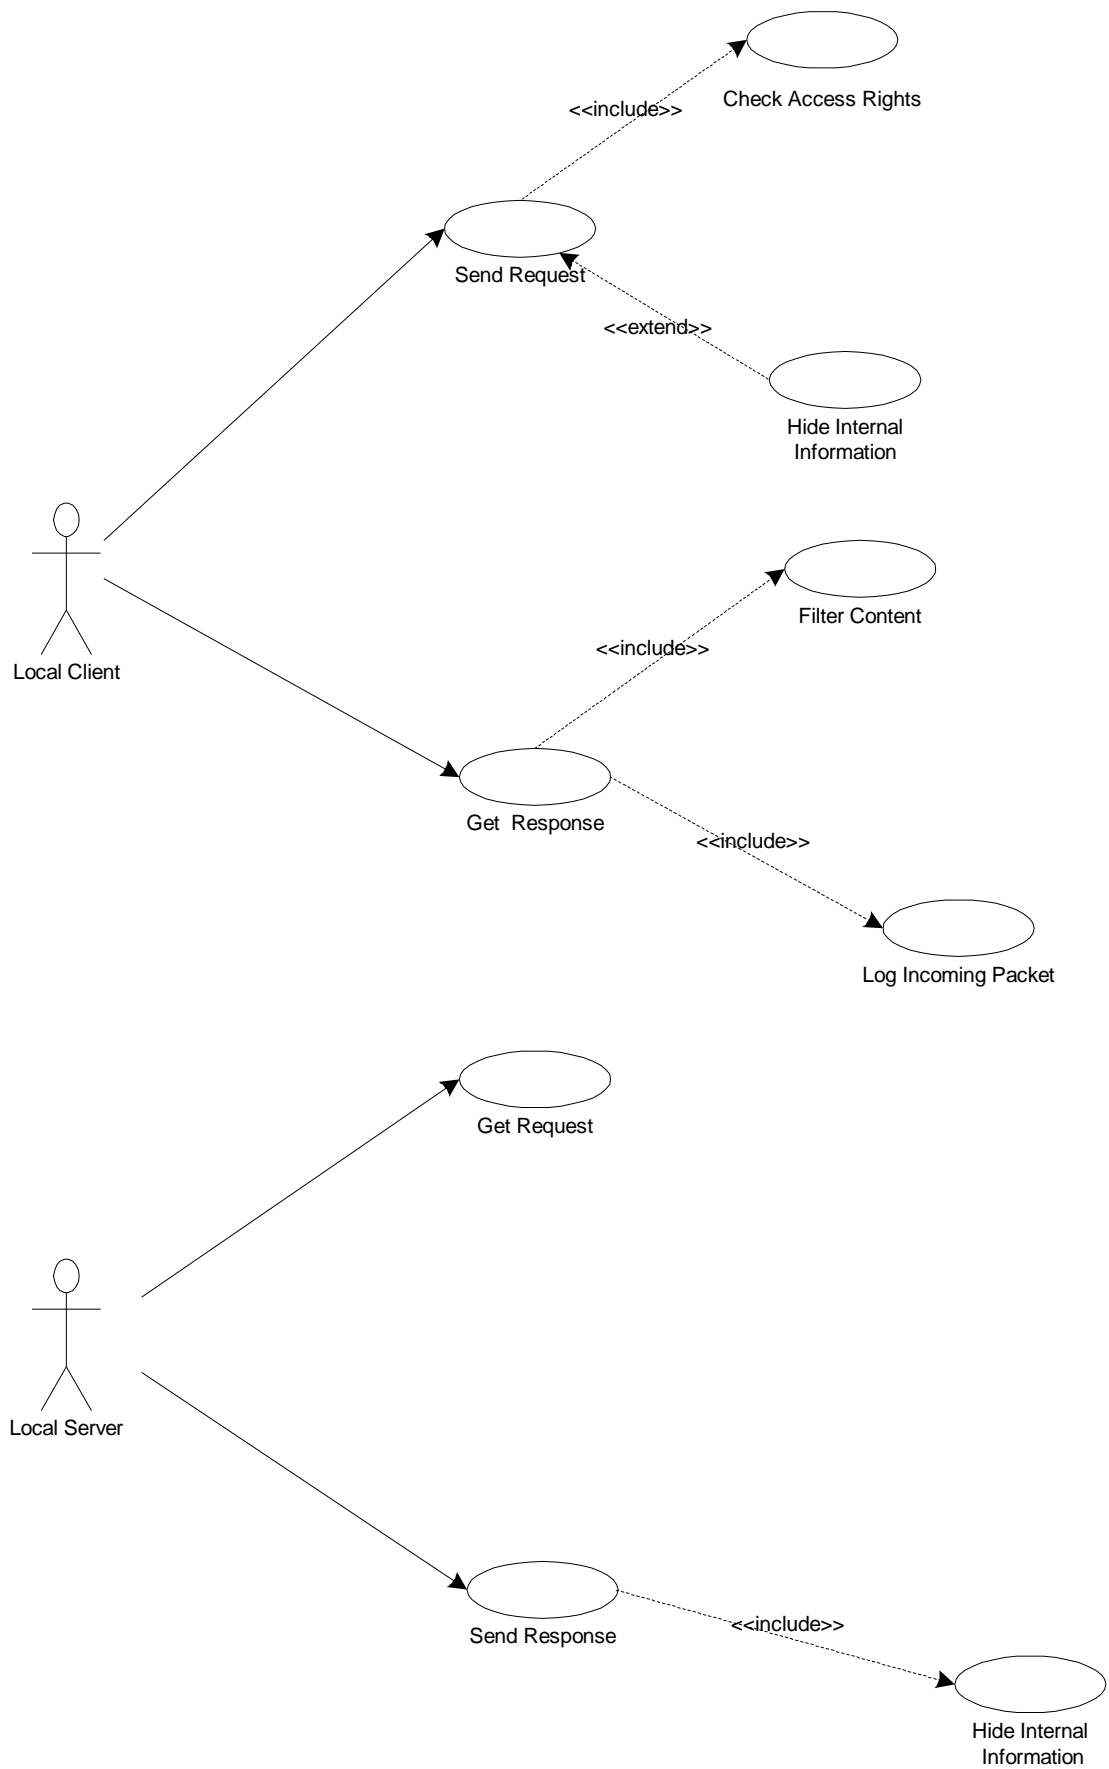 Check Access Rights
<<include>>
Send Request
<<extend>>
Hide Internal
Information
Filter Content
<<include>>
Local Client
Get  Response
<<include>>
Log Incoming Packet
Get Request
Local Server
Send Response
<<include>>
Hide Internal
Information